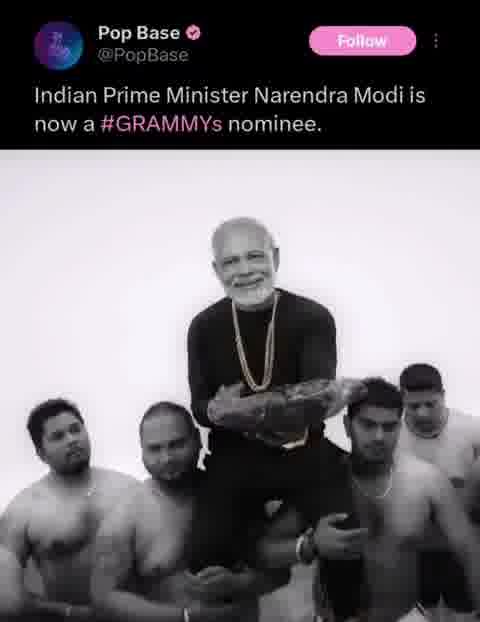 Pop Base
@PopBase
Follow
Indian Prime Minister Narendra Modi is
now a #GRAMMYs nominee.